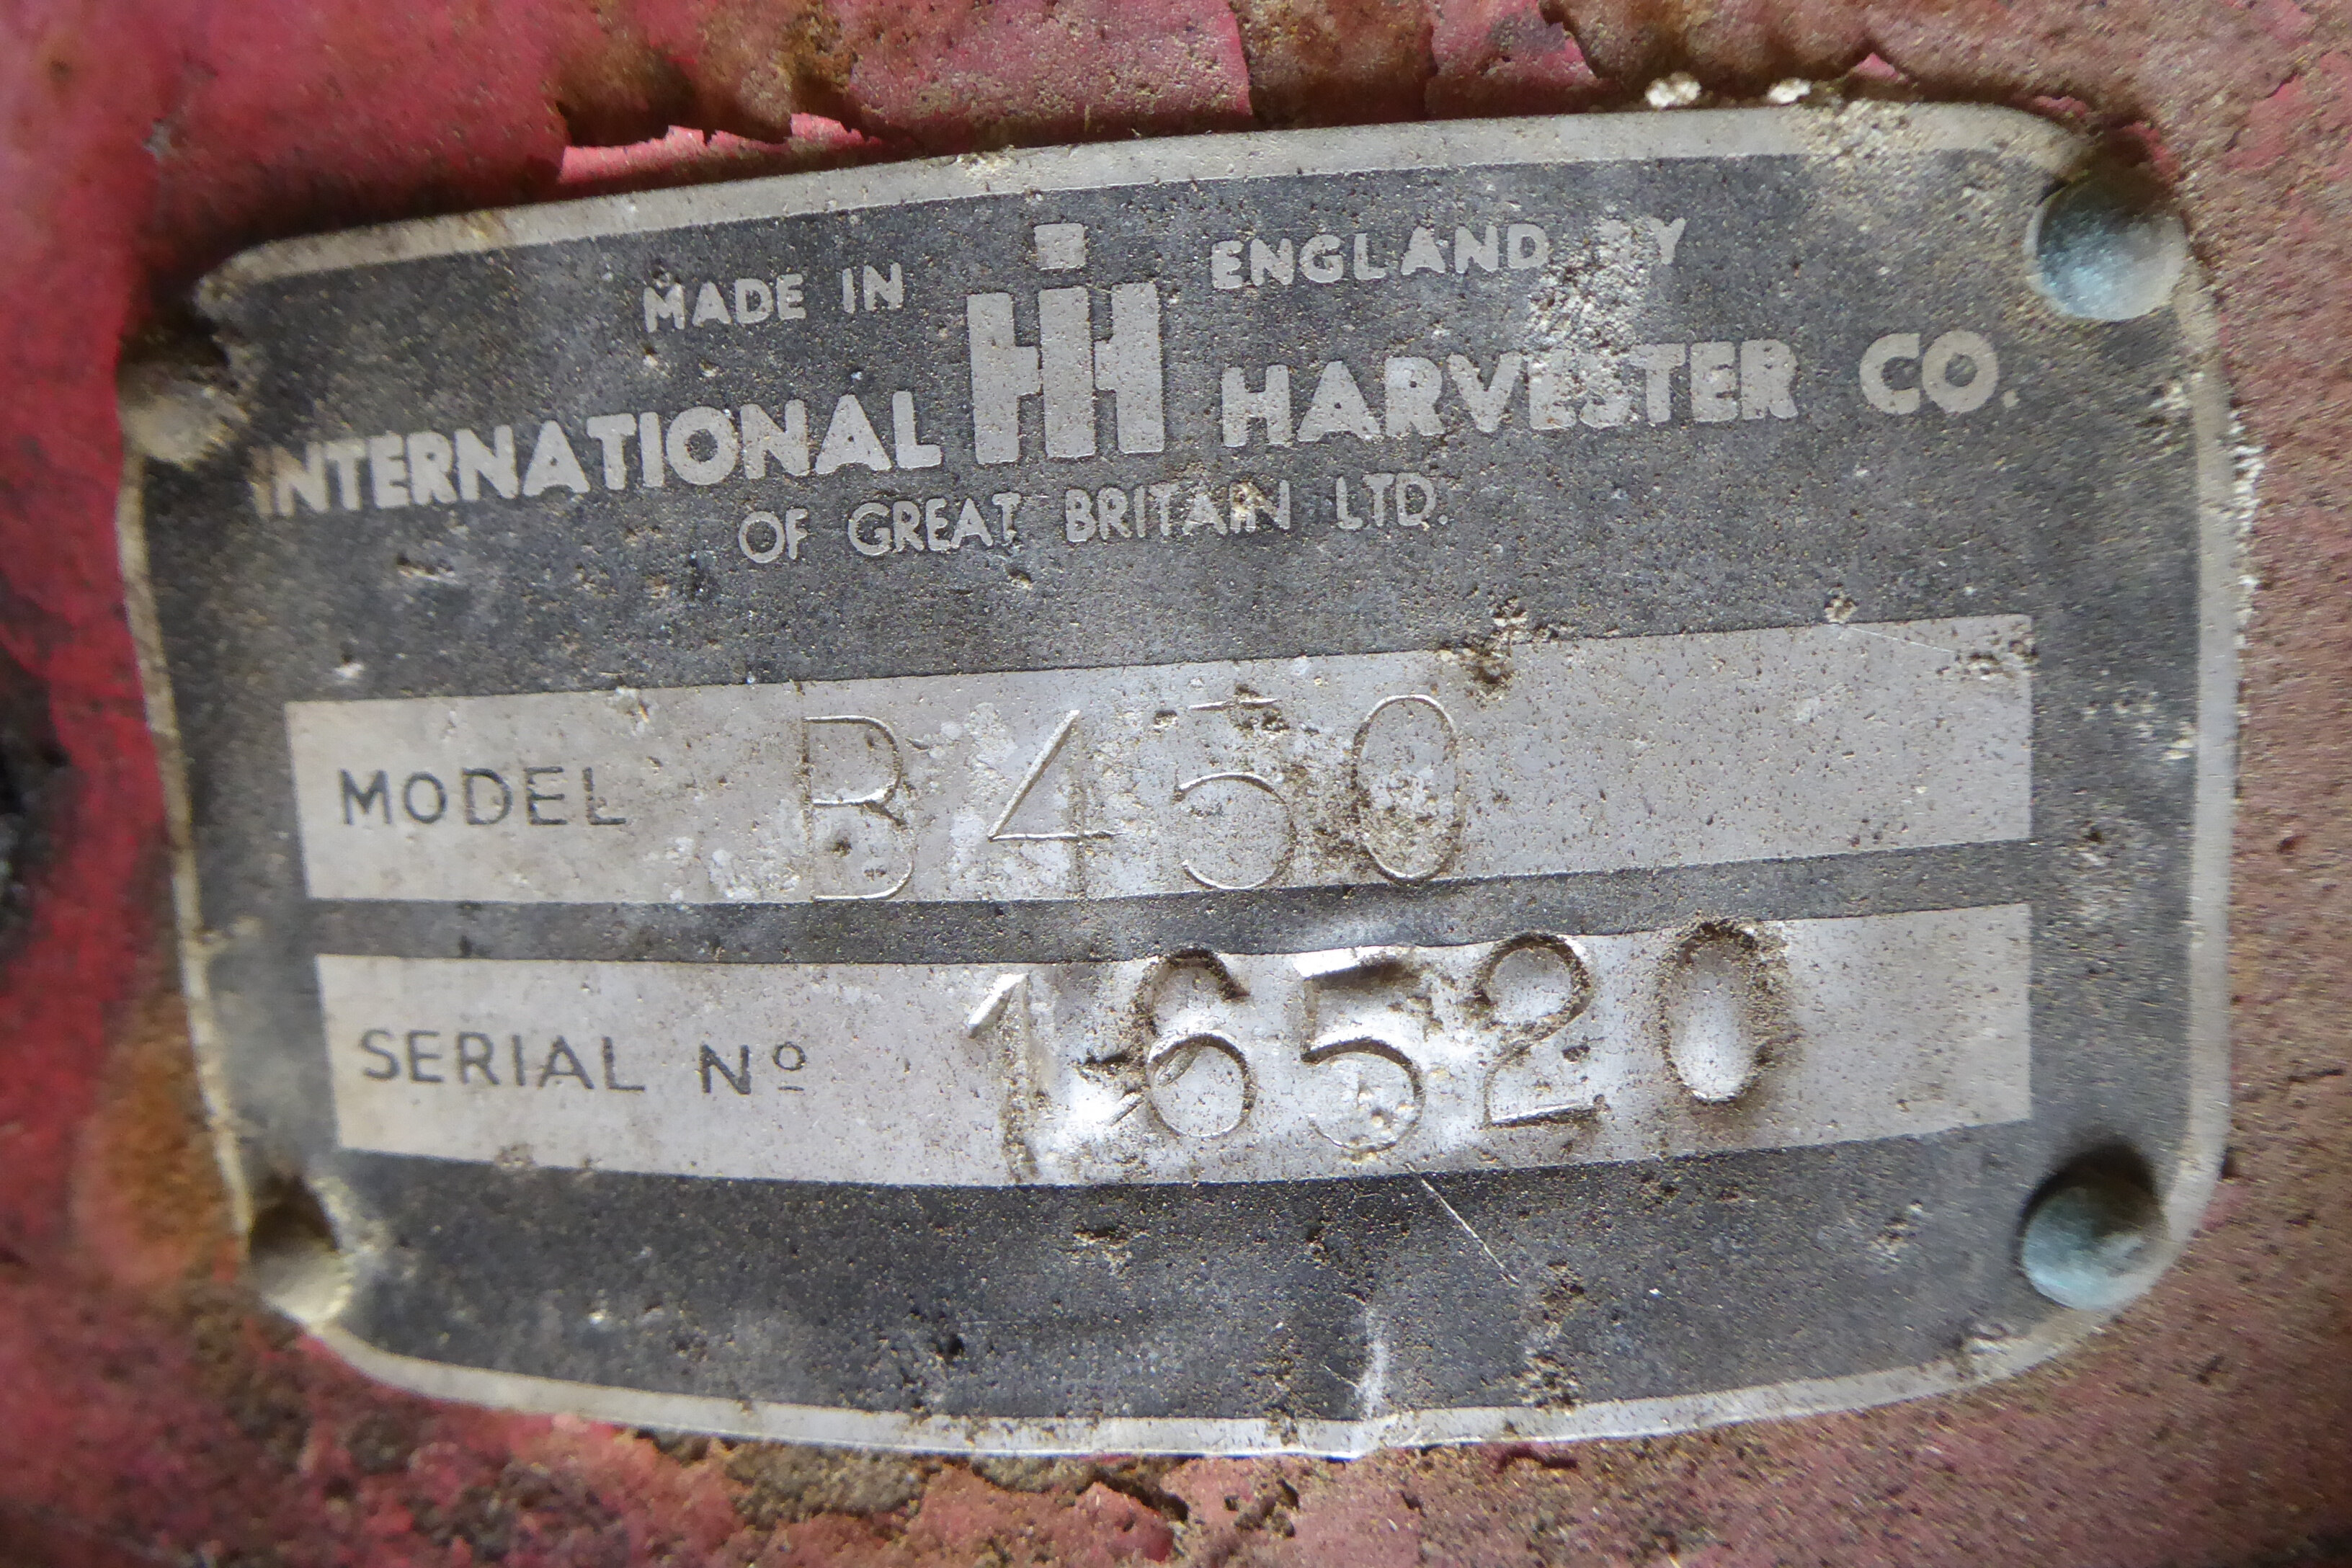 MADE IN ENGLAND BY
INTERNATIONAL IH HARVESTER CO.
OF GREAT BRITAIN LTD.
MODEL B450
SERIAL Nº 16520